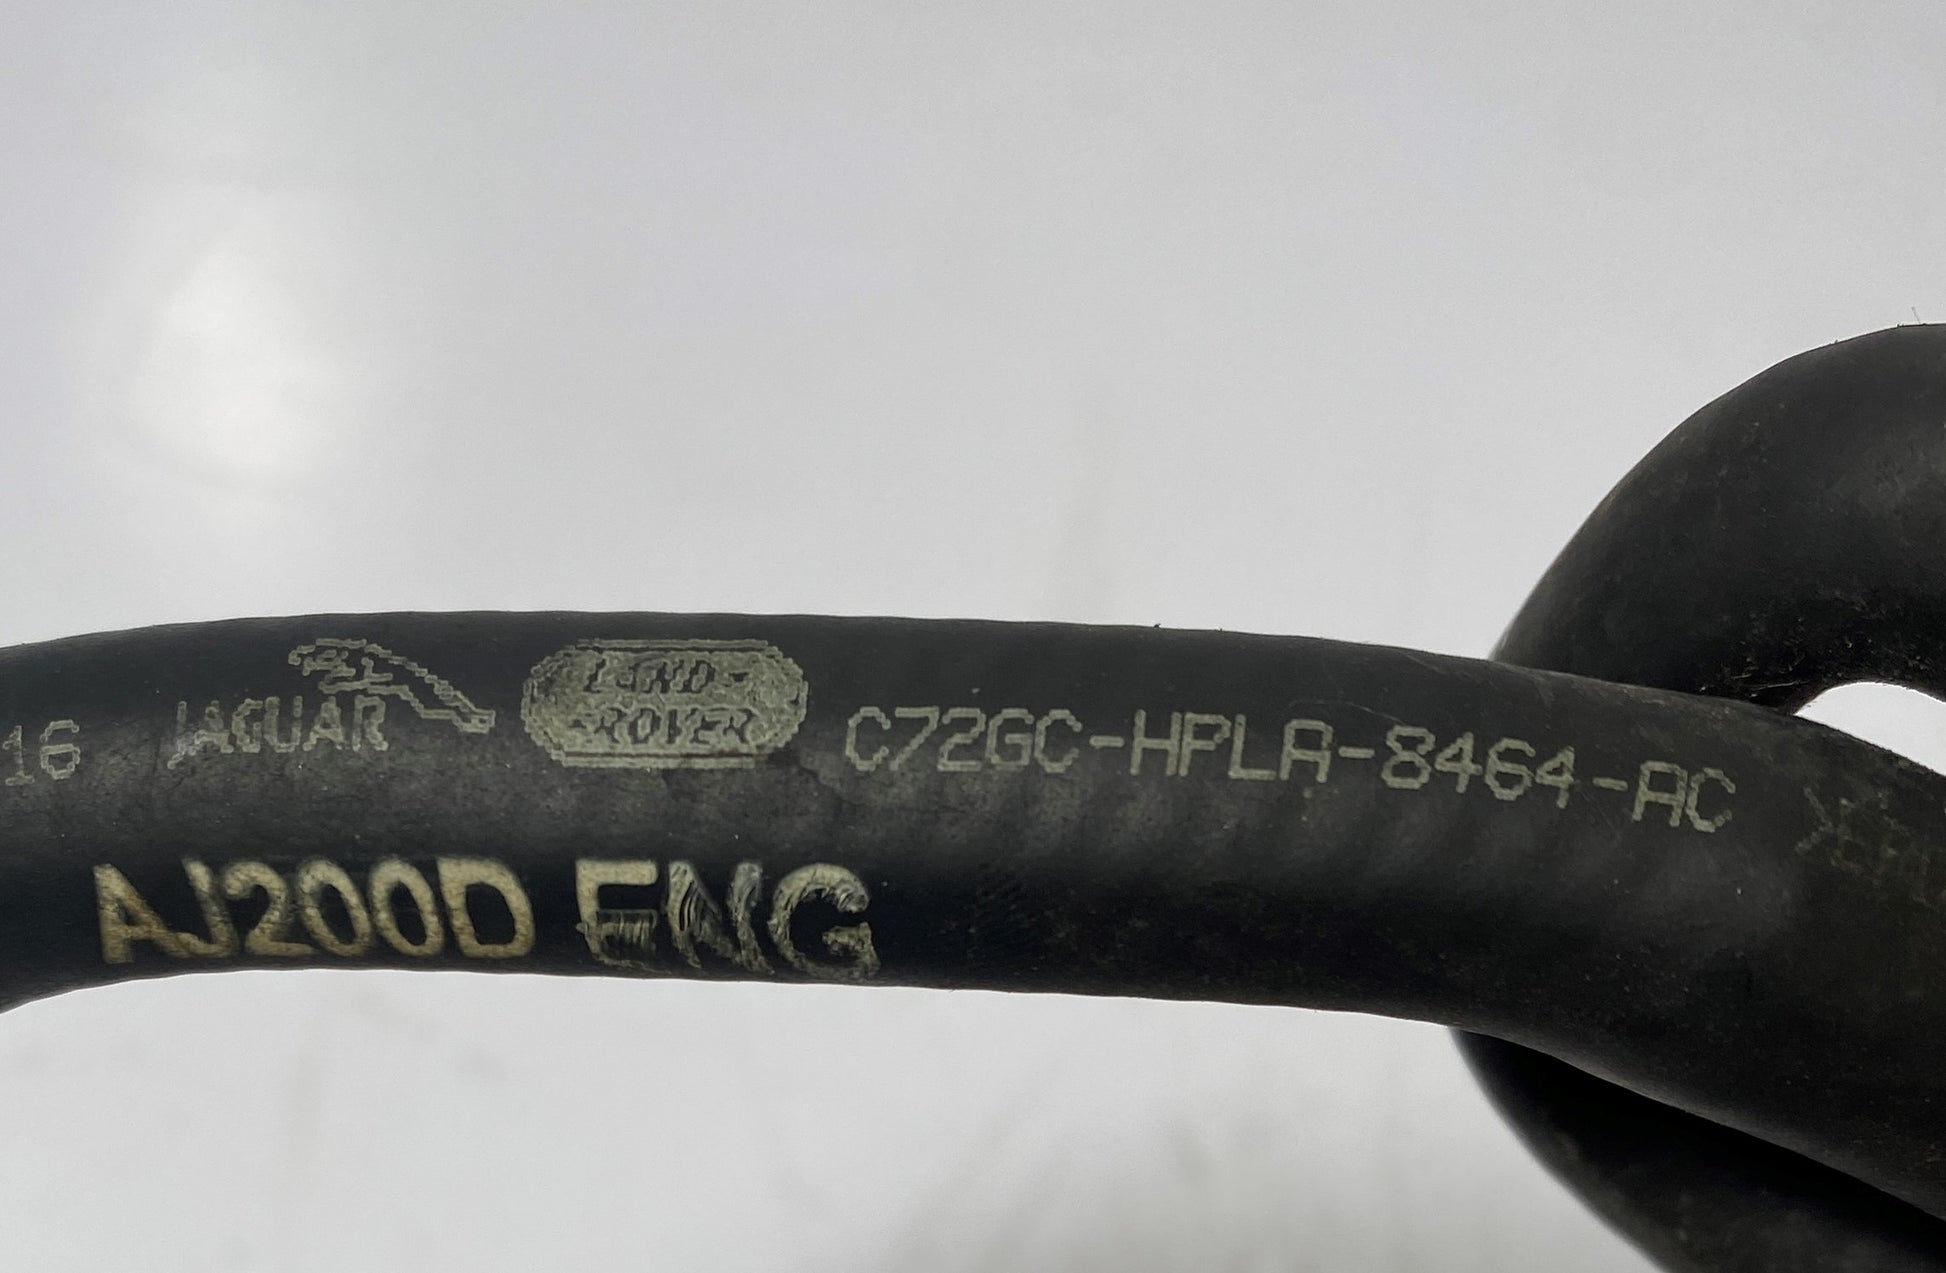 16 JAGUAR LAND- -ROVER C72GC-HPLA-8464-AC
AJ200D ENG